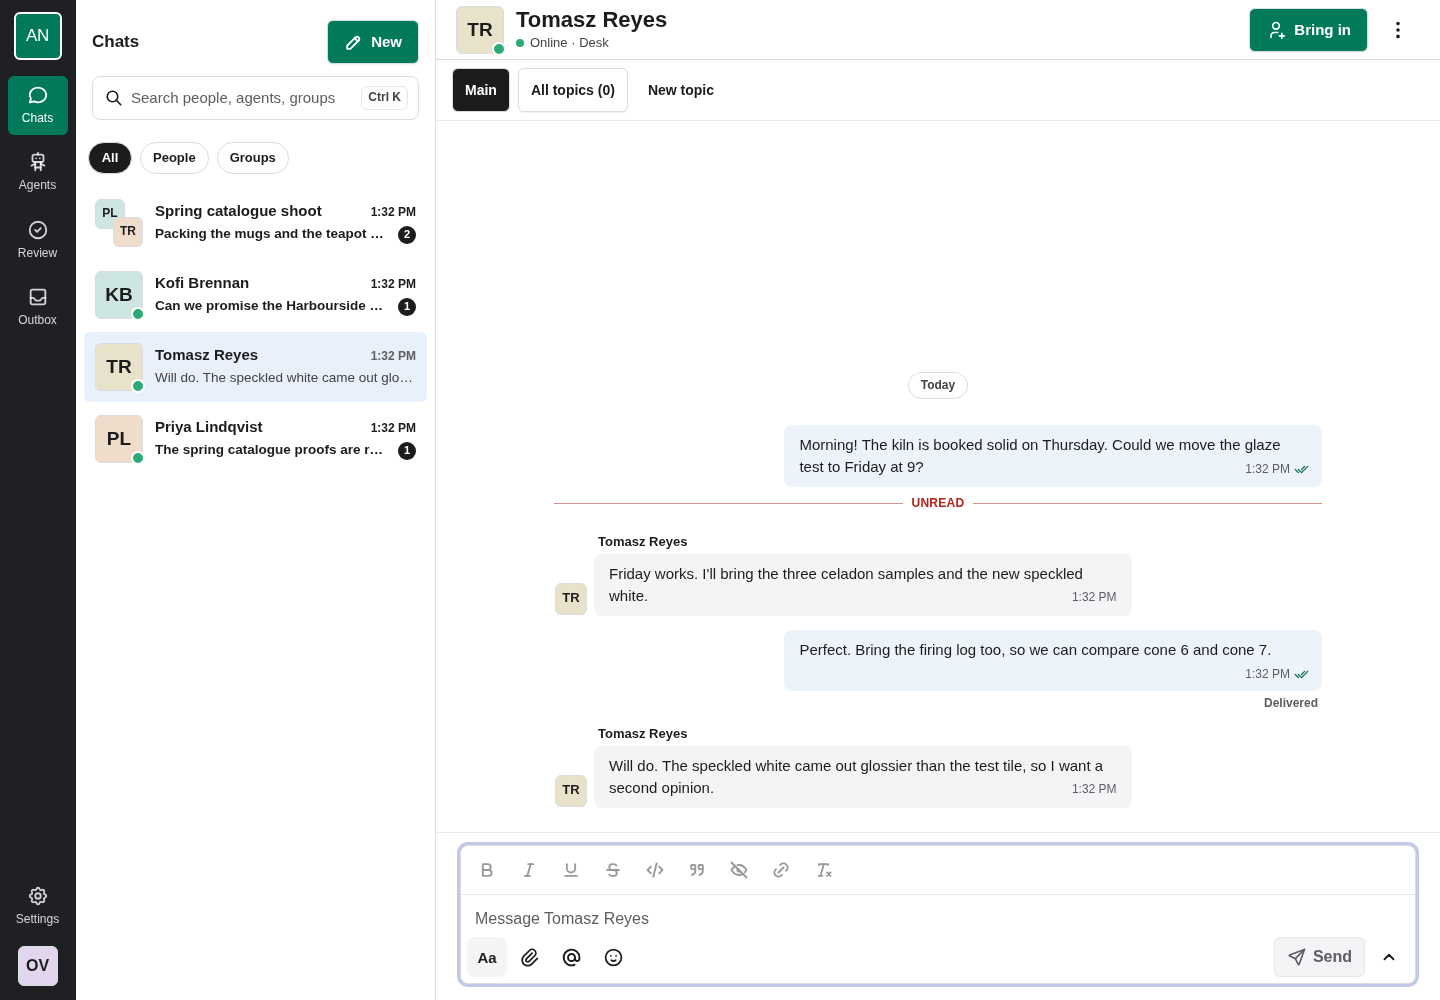 AN
Chats
Agents
Review
Outbox
Settings
OV
Chats
New
Search people, agents, groups
Ctrl K
All
People
Groups
PL
TR
Spring catalogue shoot
1:32 PM
Packing the mugs and the teapot …
2
KB
Kofi Brennan
1:32 PM
Can we promise the Harbourside …
1
TR
Tomasz Reyes
1:32 PM
Will do. The speckled white came out glo…
PL
Priya Lindqvist
1:32 PM
The spring catalogue proofs are r…
1
TR
Tomasz Reyes
Online · Desk
Bring in
Main
All topics (0)
New topic
Today
Morning! The kiln is booked solid on Thursday. Could we move the glaze
test to Friday at 9?
1:32 PM
UNREAD
Tomasz Reyes
TR
Friday works. I'll bring the three celadon samples and the new speckled
white.
1:32 PM
Perfect. Bring the firing log too, so we can compare cone 6 and cone 7.
1:32 PM
Delivered
Tomasz Reyes
TR
Will do. The speckled white came out glossier than the test tile, so I want a
second opinion.
1:32 PM
Message Tomasz Reyes
Aa
Send